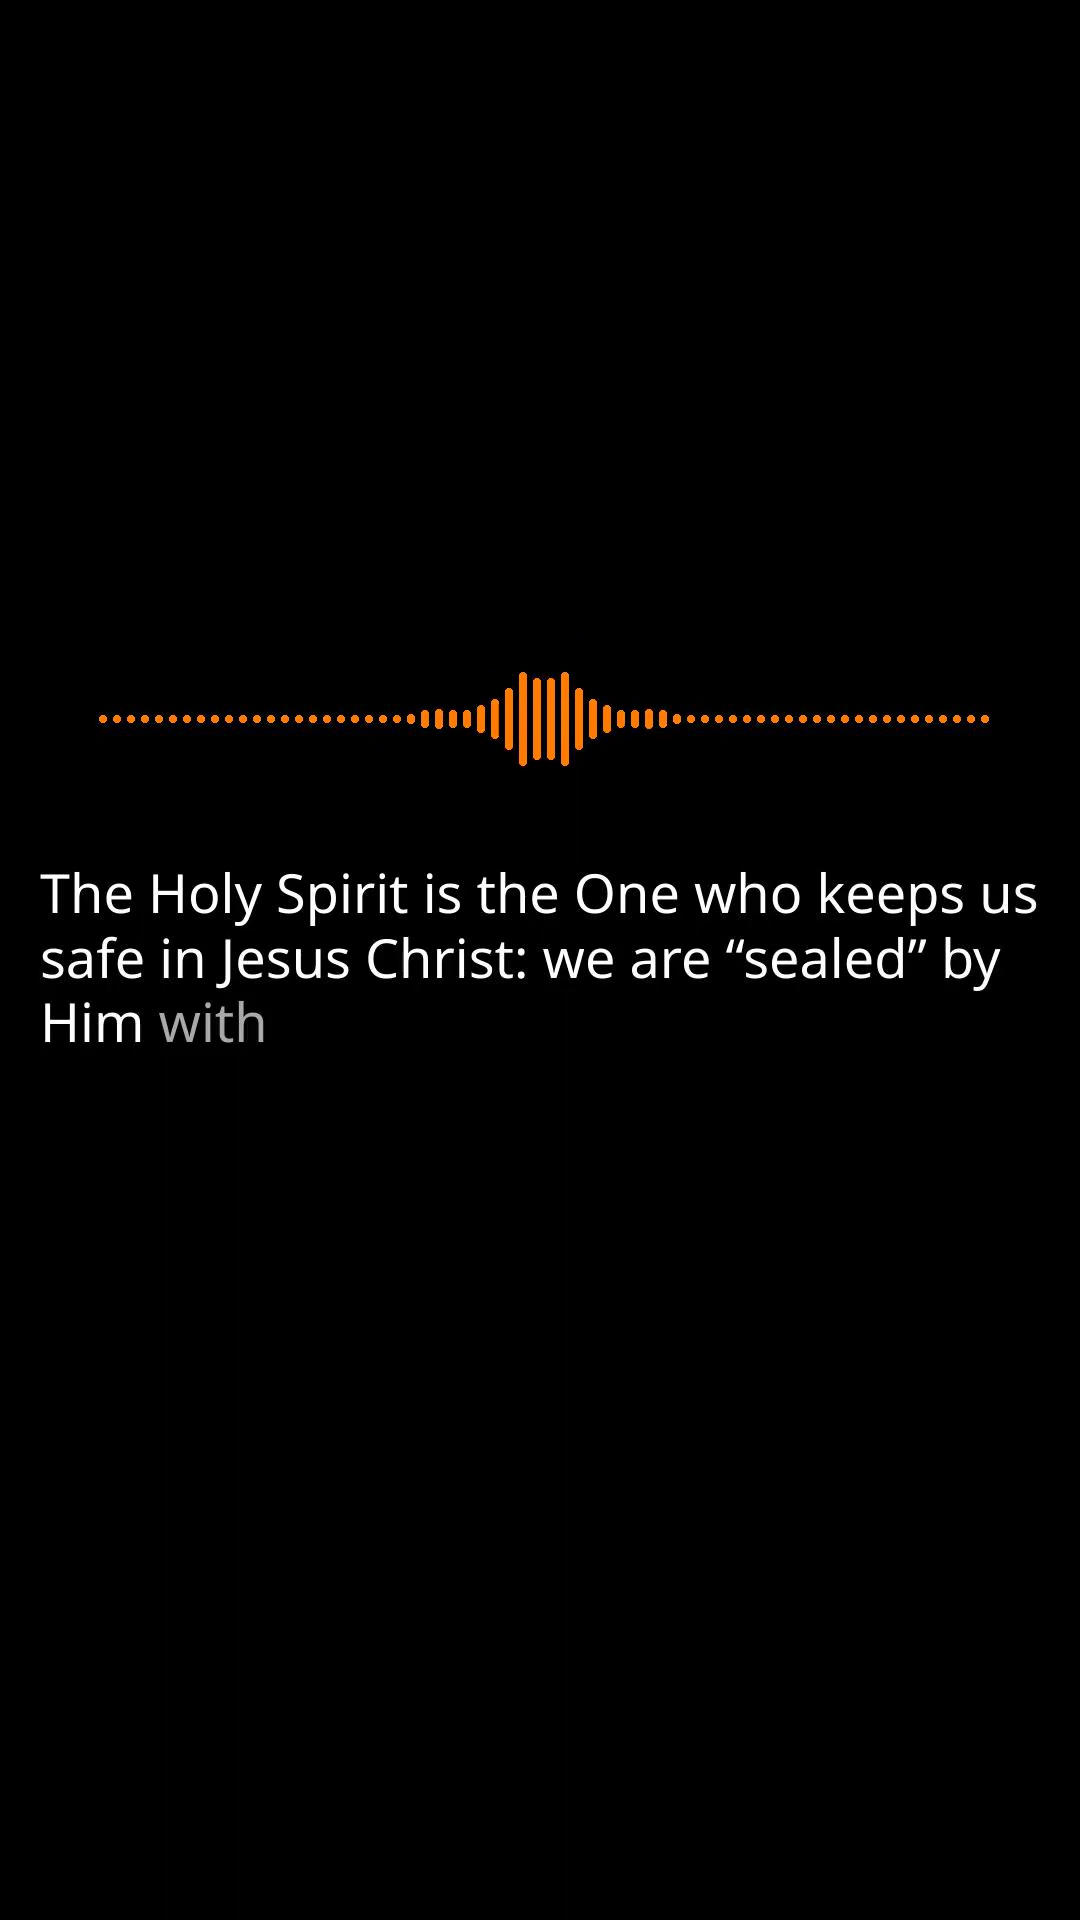 The Holy Spirit is the One who keeps us
safe in Jesus Christ: we are “sealed” by
Him with